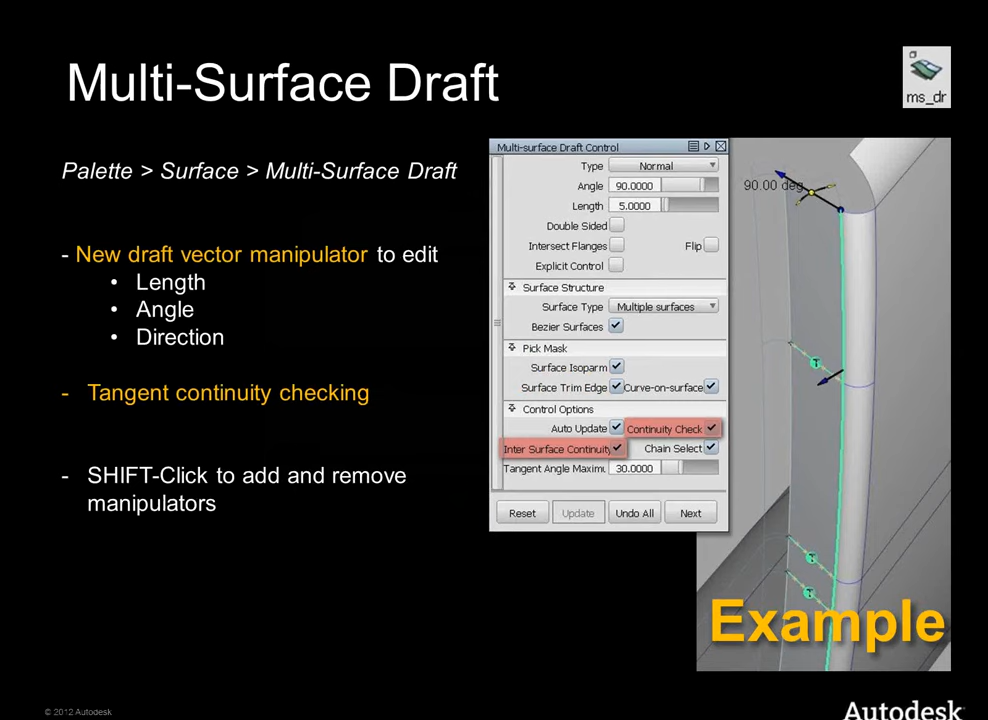 Multi-Surface Draft
ms_dr
Palette > Surface > Multi-Surface Draft
- New draft vector manipulator to edit
• Length
• Angle
• Direction
- Tangent continuity checking
- SHIFT-Click to add and remove
manipulators
Multi-surface Draft Control
Type Normal
Angle 90.0000
Length 5.0000
Double Sided
Intersect Flanges Flip
Explicit Control
Surface Structure
Surface Type Multiple surfaces
Bezier Surfaces
Pick Mask
Surface Isoparm
Surface Trim Edge Curve-on-surface
Control Options
Auto Update Continuity Check
Inter Surface Continuity Chain Select
Tangent Angle Maximu 30.0000
Reset Update Undo All Next
90.00 deg
T
T
T
Example
© 2012 Autodesk
Autodesk